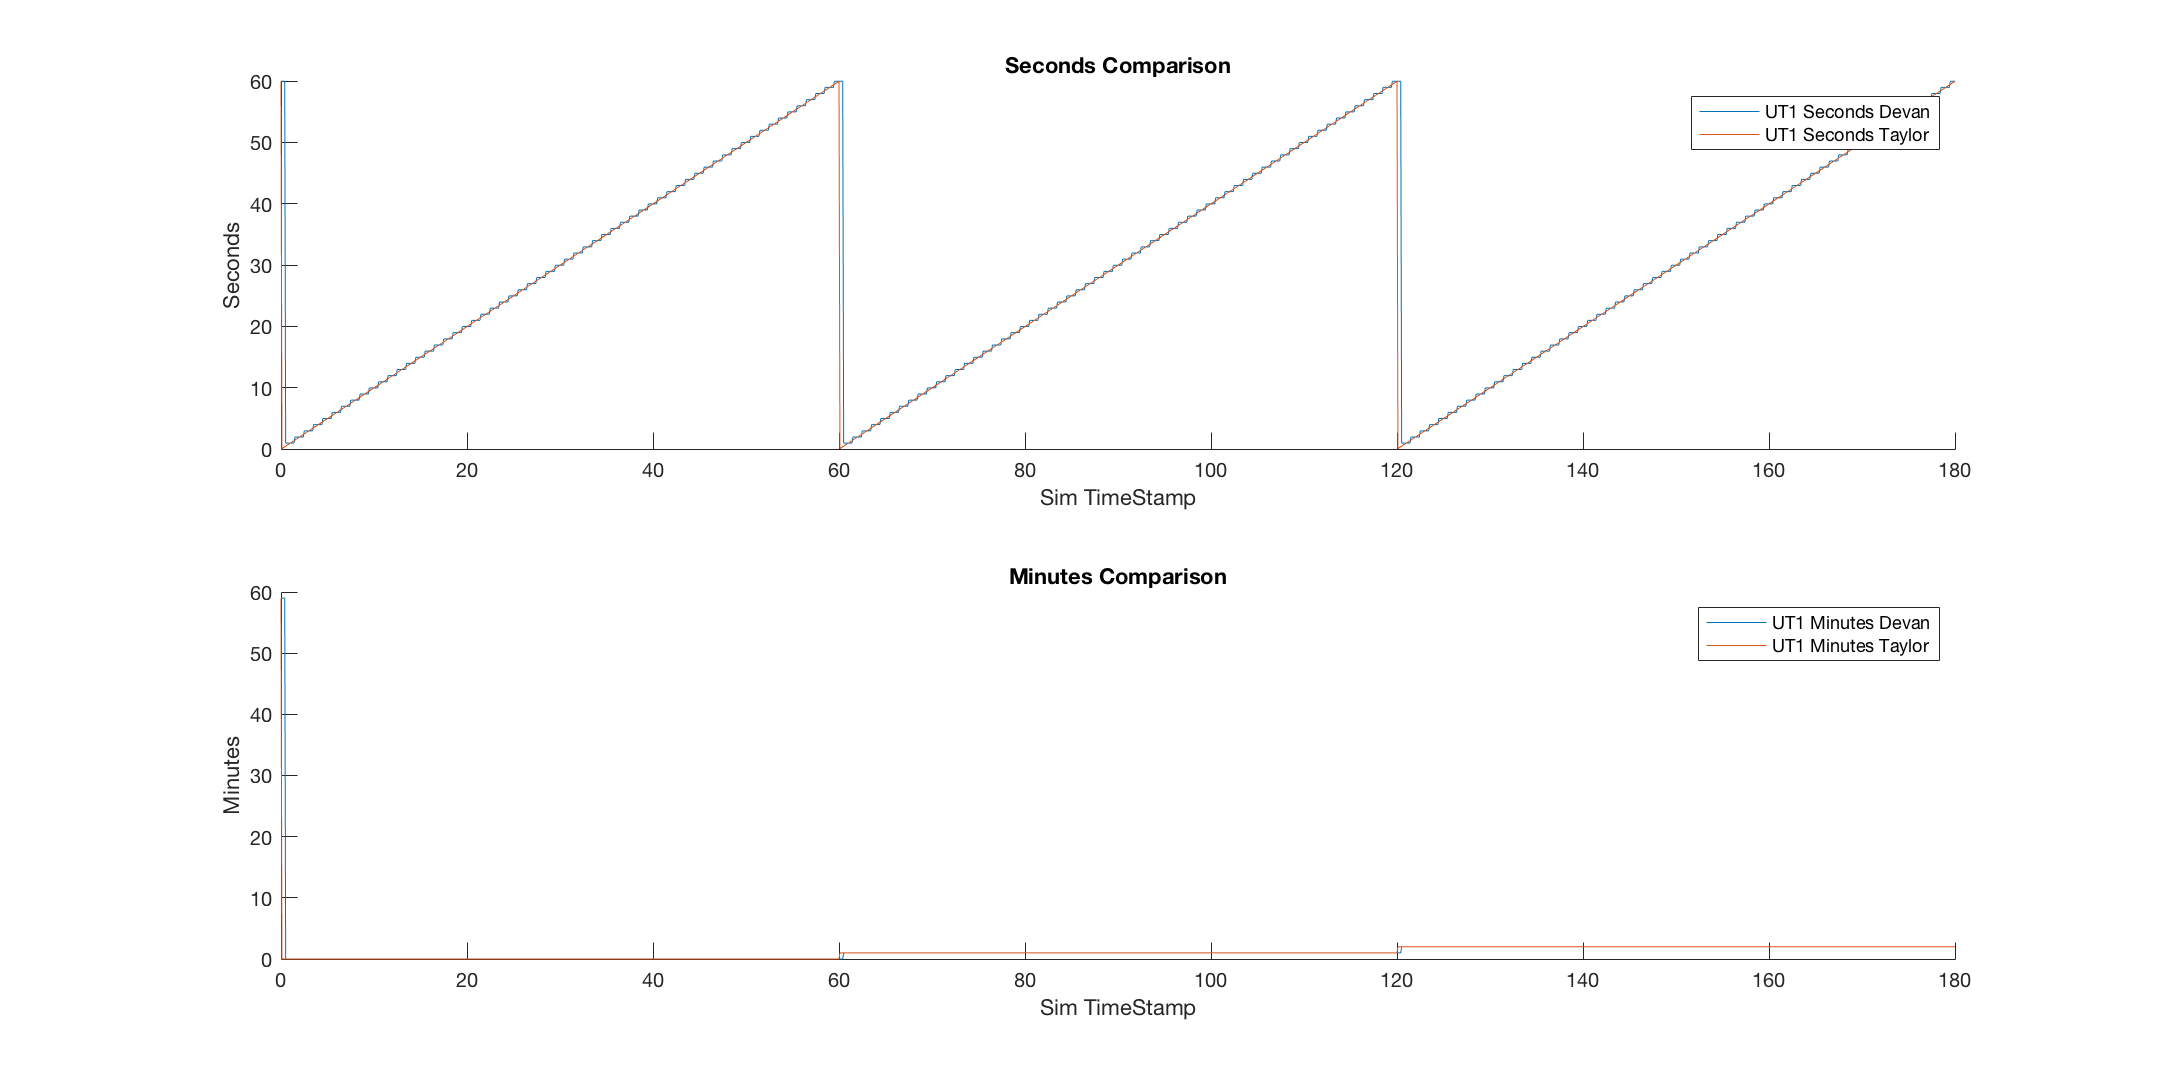 Seconds Comparison
60
50
40
30
20
10
0
Seconds
UT1 Seconds Devan
UT1 Seconds Taylor
0 20 40 60 80 100 120 140 160 180
Sim TimeStamp
Minutes Comparison
60
50
40
30
20
10
0
Minutes
UT1 Minutes Devan
UT1 Minutes Taylor
0 20 40 60 80 100 120 140 160 180
Sim TimeStamp